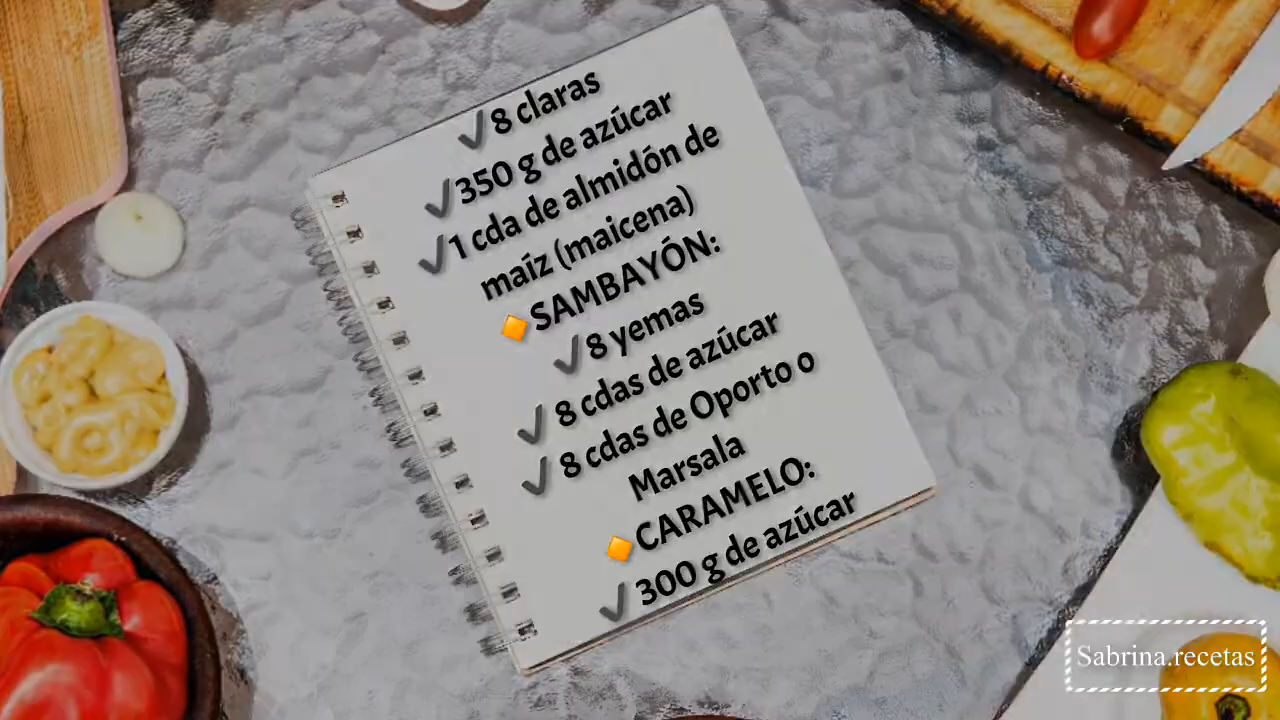 ✔8 claras
✔350 g de azúcar
✔1 cda de almidón de
maíz (maicena)
🔸SAMBAYÓN:
✔8 yemas
✔ 8 cdas de azúcar
✔ 8 cdas de Oporto o
Marsala
🔸CARAMELO:
✔ 300 g de azúcar
Sabrina.recetas